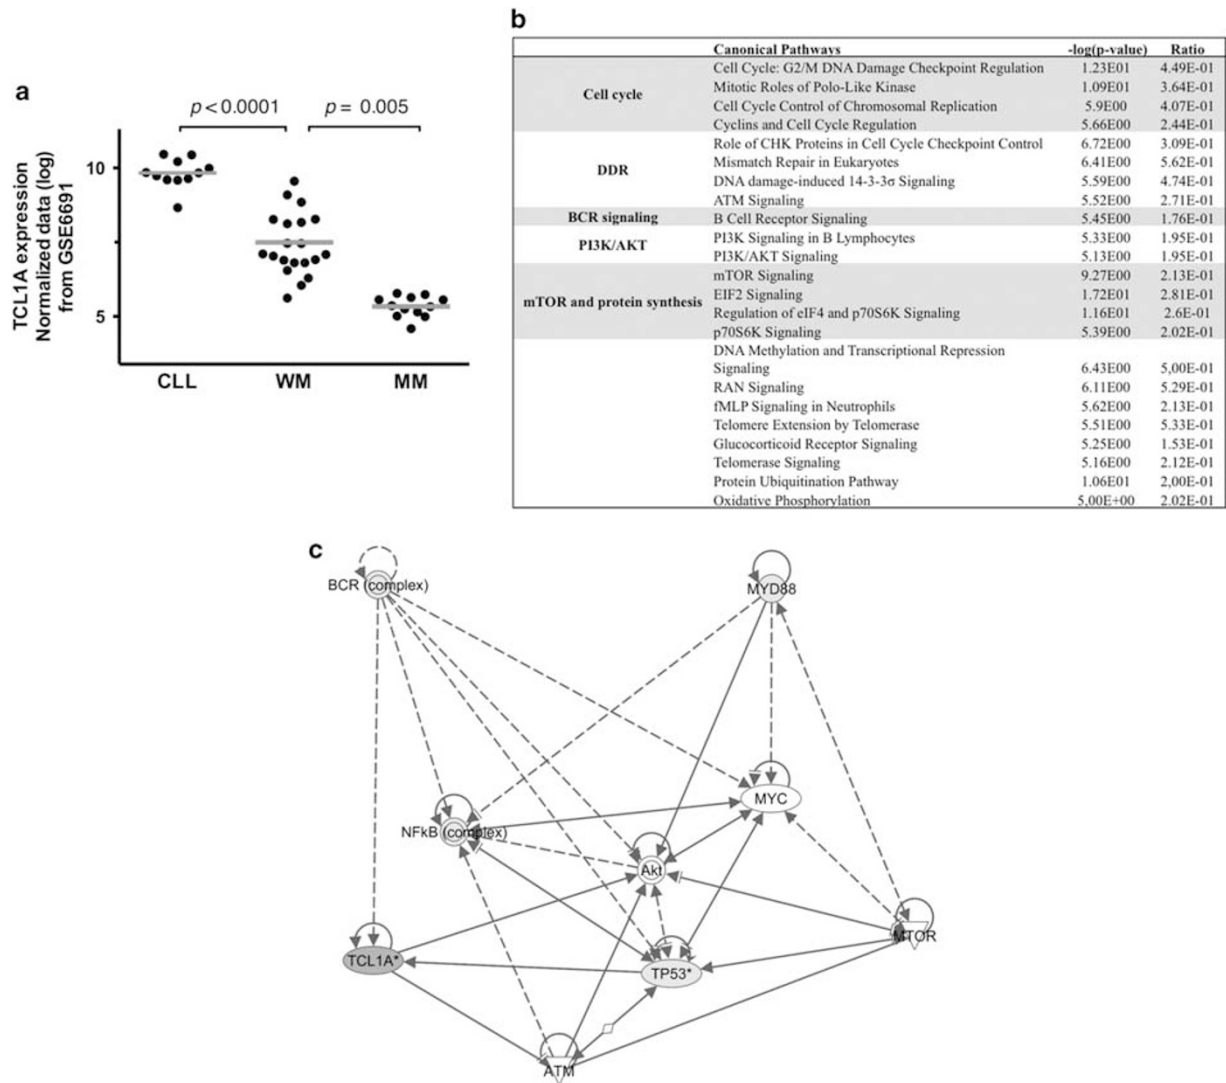 a
p < 0.0001
p = 0.005
TCL1A expression
Normalized data (log)
from GSE6691
10
5
CLL WM MM
b
Canonical Pathways -log(p-value) Ratio
Cell cycle
Cell Cycle: G2/M DNA Damage Checkpoint Regulation 1.23E01 4.49E-01
Mitotic Roles of Polo-Like Kinase 1.09E01 3.64E-01
Cell Cycle Control of Chromosomal Replication 5.9E00 4.07E-01
Cyclins and Cell Cycle Regulation 5.66E00 2.44E-01
DDR
Role of CHK Proteins in Cell Cycle Checkpoint Control 6.72E00 3.09E-01
Mismatch Repair in Eukaryotes 6.41E00 5.62E-01
DNA damage-induced 14-3-3σ Signaling 5.59E00 4.74E-01
ATM Signaling 5.52E00 2.71E-01
BCR signaling B Cell Receptor Signaling 5.45E00 1.76E-01
PI3K/AKT
PI3K Signaling in B Lymphocytes 5.33E00 1.95E-01
PI3K/AKT Signaling 5.13E00 1.95E-01
mTOR and protein synthesis
mTOR Signaling 9.27E00 2.13E-01
EIF2 Signaling 1.72E01 2.81E-01
Regulation of eIF4 and p70S6K Signaling 1.16E01 2.6E-01
p70S6K Signaling 5.39E00 2.02E-01
DNA Methylation and Transcriptional Repression
Signaling 6.43E00 5,00E-01
RAN Signaling 6.11E00 5.29E-01
fMLP Signaling in Neutrophils 5.62E00 2.13E-01
Telomere Extension by Telomerase 5.51E00 5.33E-01
Glucocorticoid Receptor Signaling 5.25E00 1.53E-01
Telomerase Signaling 5.16E00 2.12E-01
Protein Ubiquitination Pathway 1.06E01 2,00E-01
Oxidative Phosphorylation 5,00E+00 2.02E-01
c
BCR (complex)
MYD88
MYC
NFkB (complex)
Akt
MTOR
TCL1A*
TP53*
ATM